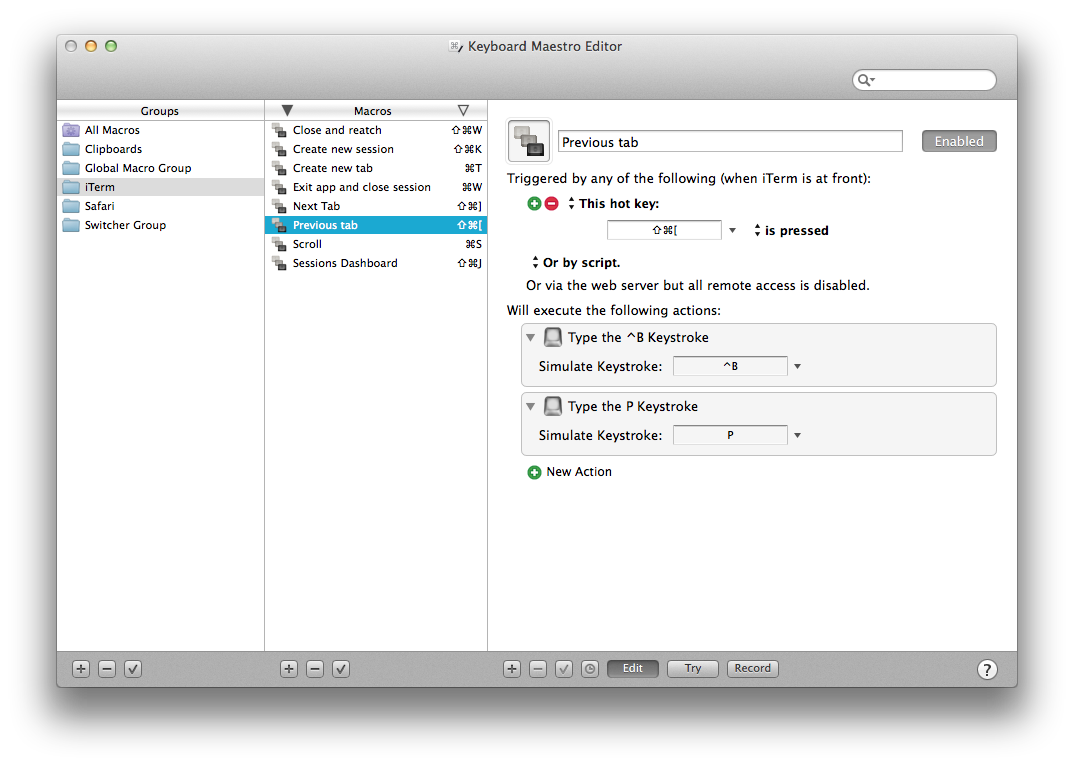 Keyboard Maestro Editor
Groups
All Macros
Clipboards
Global Macro Group
iTerm
Safari
Switcher Group
Macros
Close and reatch ⇧⌘W
Create new session ⇧⌘K
Create new tab ⌘T
Exit app and close session ⌘W
Next Tab ⇧⌘]
Previous tab ⇧⌘[
Scroll ⌘S
Sessions Dashboard ⇧⌘J
Previous tab
Enabled
Triggered by any of the following (when iTerm is at front):
This hot key:
⇧⌘[ is pressed
Or by script.
Or via the web server but all remote access is disabled.
Will execute the following actions:
Type the ^B Keystroke
Simulate Keystroke: ^B
Type the P Keystroke
Simulate Keystroke: P
New Action
Edit Try Record ?